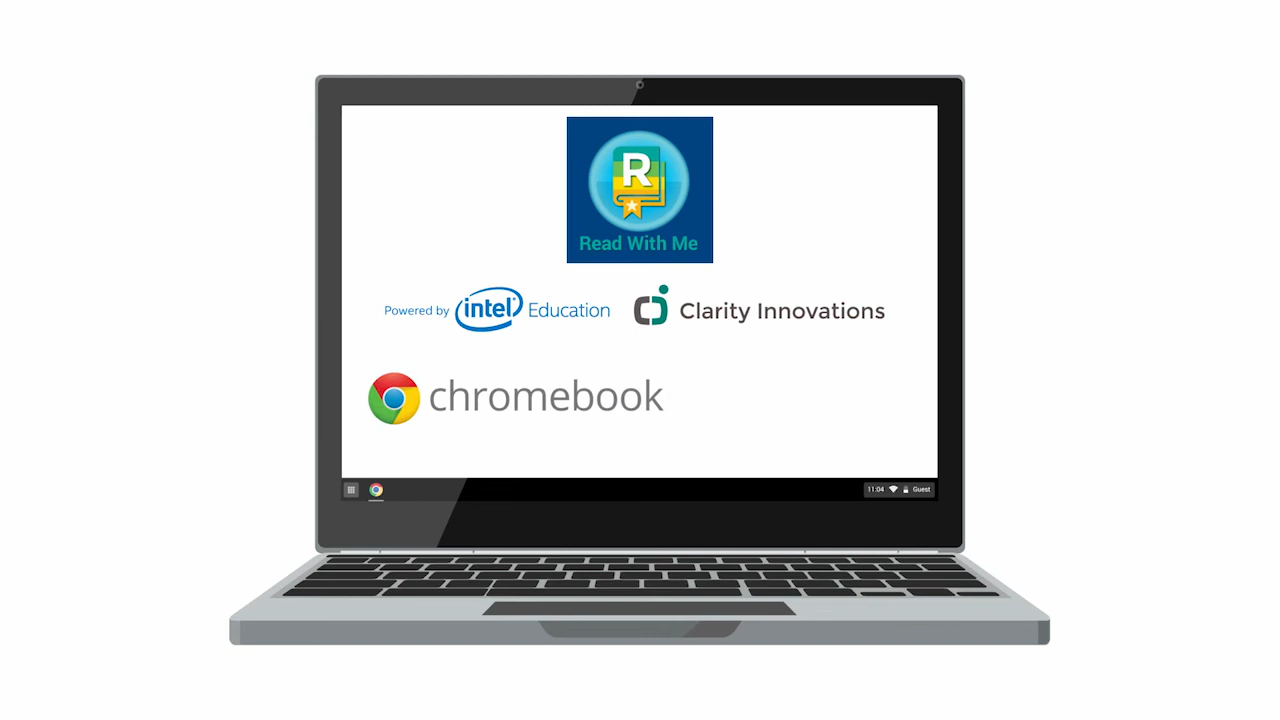 R
Read With Me
Powered by intel Education
Clarity Innovations
chromebook
11:04 Guest